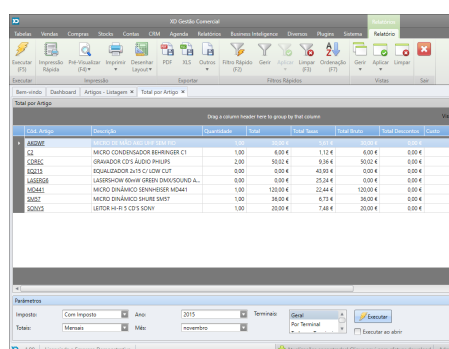 XD Gestão Comercial
Relatórios
Tabelas Vendas Compras Stocks Contas CRM Agenda Relatórios Business Inteligence Diversos Plugins Sistema Relatório
Executar (F5) Impressão Rápida Pré-Visualizar (F4) Imprimir Desenhar Layout PDF XLS Outros Filtro Rápido (F2) Gerir Aplicar (F3) Limpar (F6) Ordenação (F7) Gerir Aplicar Limpar
Executar Impressão Exportar Filtros Rápidos Vistas Sair
Bem-vindo Dashboard Artigos - Listagem Total por Artigo
Total por Artigo
Drag a column header here to group by that column
Cód. Artigo Descrição Quantidade Total Total Taxas Total Bruto Total Descontos Custo
AKGWF
C2 MICRO CONDENSADOR BEHRINGER C1 1,00 6,00 € 1,12 € 6,00 € 0,00 €
CDREC GRAVADOR CD'S ÁUDIO PHILIPS 2,00 50,02 € 9,36 € 50,02 € 0,00 €
EQ215 EQUALIZADOR 2x15 C/ LOW CUT 0,00 € 43,93 € 0,00 € 0,00 €
LASERG6 LASERSHOW 60mW GREEN DMX/SOUND A... 0,00 € 25,24 € 0,00 € 0,00 €
MD441 MICRO DINÂMICO SENNHEISER MD441 1,00 120,00 € 22,44 € 120,00 € 0,00 €
SM57 MICRO DINÂMICO SHURE SM57 1,00 36,00 € 6,73 € 36,00 € 0,00 €
SONY5 LEITOR HI-FI 5 CD'S SONY 1,00 20,00 € 7,48 € 20,00 € 0,00 €
Parâmetros
Imposto: Com Imposto Ano: 2015 Terminais: Geral Executar
Por Terminal
Totais: Mensais Mês: novembro Executar ao abrir